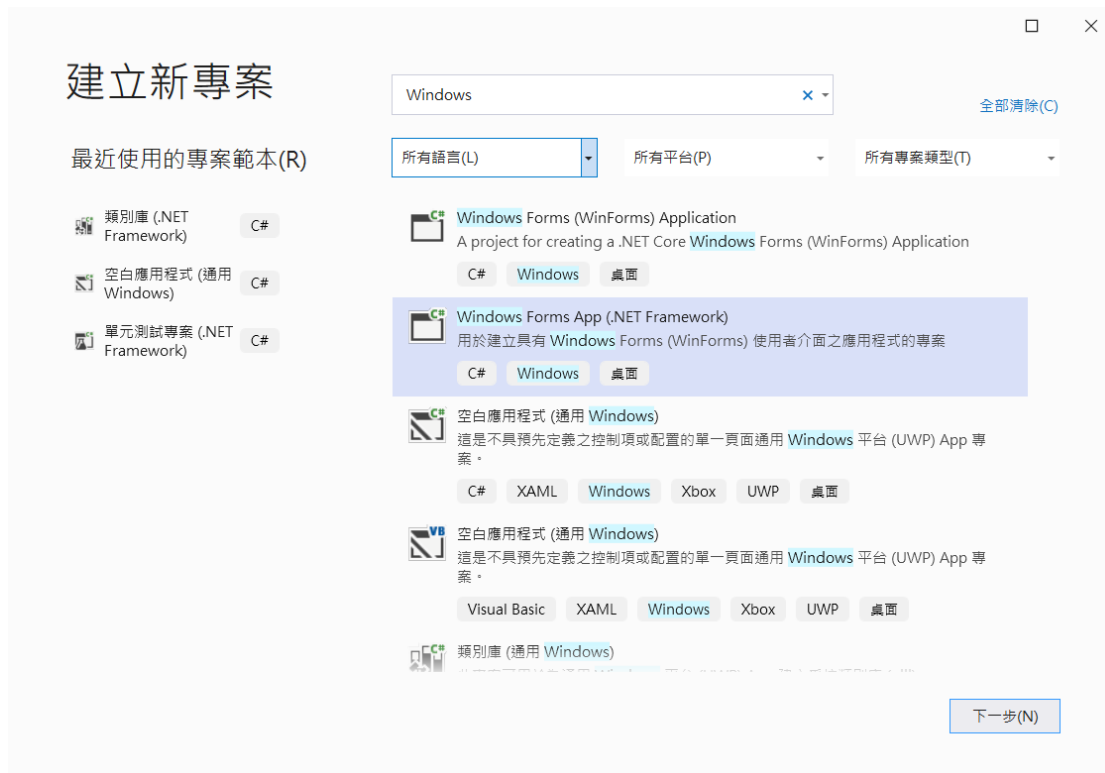 建立新專案
Windows
全部清除(C)
最近使用的專案範本(R)
所有語言(L)
所有平台(P)
所有專案類型(T)
類別庫 (.NET
Framework)
C#
空白應用程式 (通用
Windows)
C#
單元測試專案 (.NET
Framework)
C#
C#
Windows Forms (WinForms) Application
A project for creating a .NET Core Windows Forms (WinForms) Application
C# Windows 桌面
C#
Windows Forms App (.NET Framework)
用於建立具有 Windows Forms (WinForms) 使用者介面之應用程式的專案
C# Windows 桌面
C#
空白應用程式 (通用 Windows)
這是不具預先定義之控制項或配置的單一頁面通用 Windows 平台 (UWP) App 專
案。
C# XAML Windows Xbox UWP 桌面
VB
空白應用程式 (通用 Windows)
這是不具預先定義之控制項或配置的單一頁面通用 Windows 平台 (UWP) App 專
案。
Visual Basic XAML Windows Xbox UWP 桌面
C#
類別庫 (通用 Windows)
下一步(N)